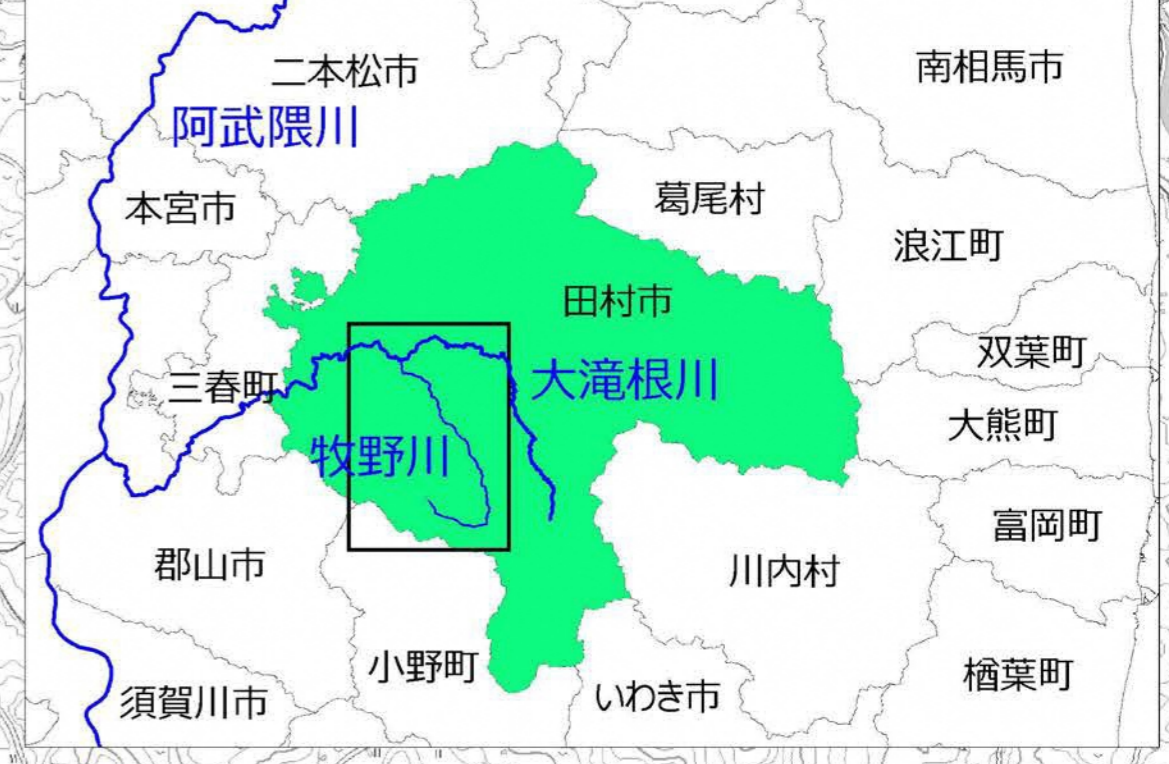 二本松市
南相馬市
阿武隈川
本宮市
葛尾村
浪江町
田村市
双葉町
三春町
大滝根川
大熊町
牧野川
富岡町
郡山市
川内村
小野町
いわき市
楢葉町
須賀川市